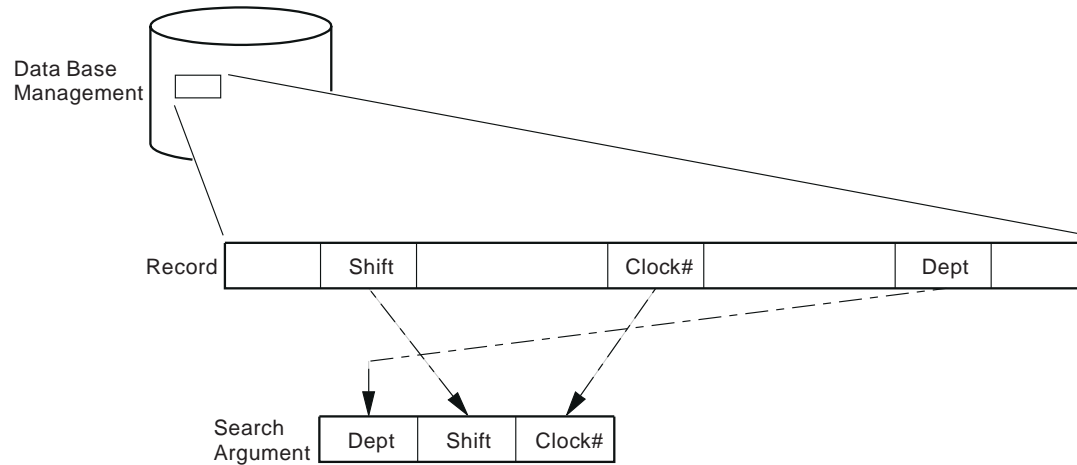 Data Base
Management
Record
Shift
Clock#
Dept
Search
Argument
Dept
Shift
Clock#